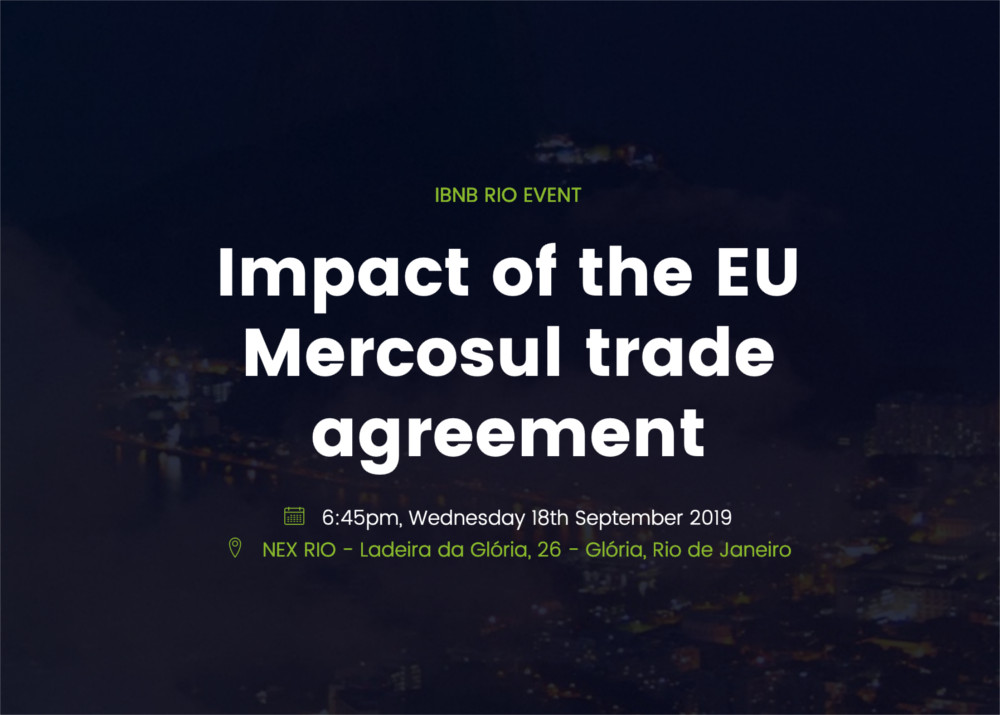 IBNB RIO EVENT
Impact of the EU
Mercosul trade
agreement
6:45pm, Wednesday 18th September 2019
NEX RIO - Ladeira da Glória, 26 - Glória, Rio de Janeiro